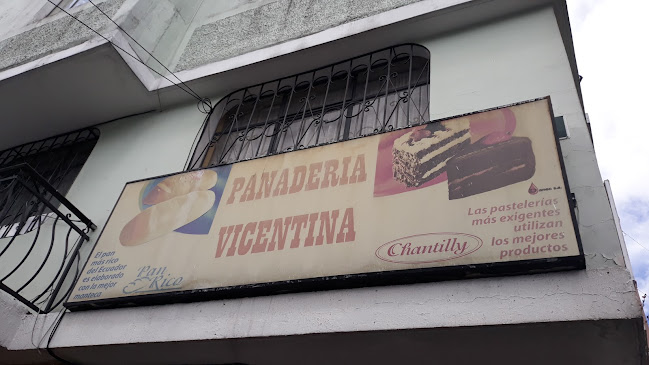 PANADERIA
VICENTINA
El pan
más rico
del Ecuador
es elaborado
con la mejor
manteca
Pan
Rico
Chantilly
Las pastelerías
más exigentes
utilizan
los mejores
productos